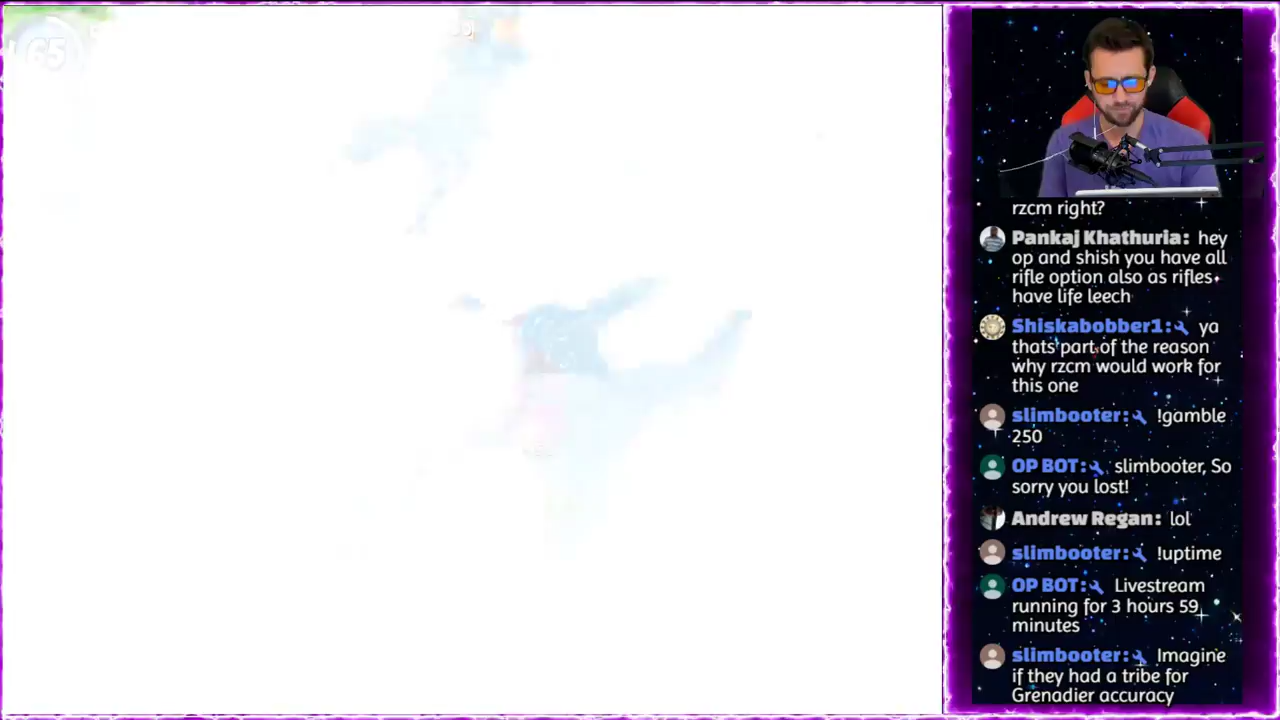 65
rzcm right?
Pankaj Khathuria: hey
op and shish you have all
rifle option also as rifles
have life leech
Shiskabobber1: ya
thats part of the reason
why rzcm would work for
this one
slimbooter: !gamble
250
OP BOT: slimbooter, So
sorry you lost!
Andrew Regan: lol
slimbooter: !uptime
OP BOT: Livestream
running for 3 hours 59
minutes
slimbooter: Imagine
if they had a tribe for
Grenadier accuracy